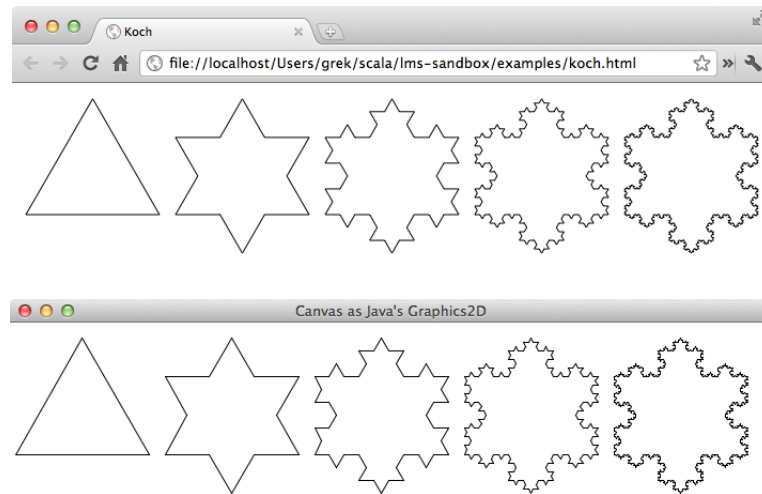 Koch
file://localhost/Users/grek/scala/lms-sandbox/examples/koch.html
Canvas as Java's Graphics2D